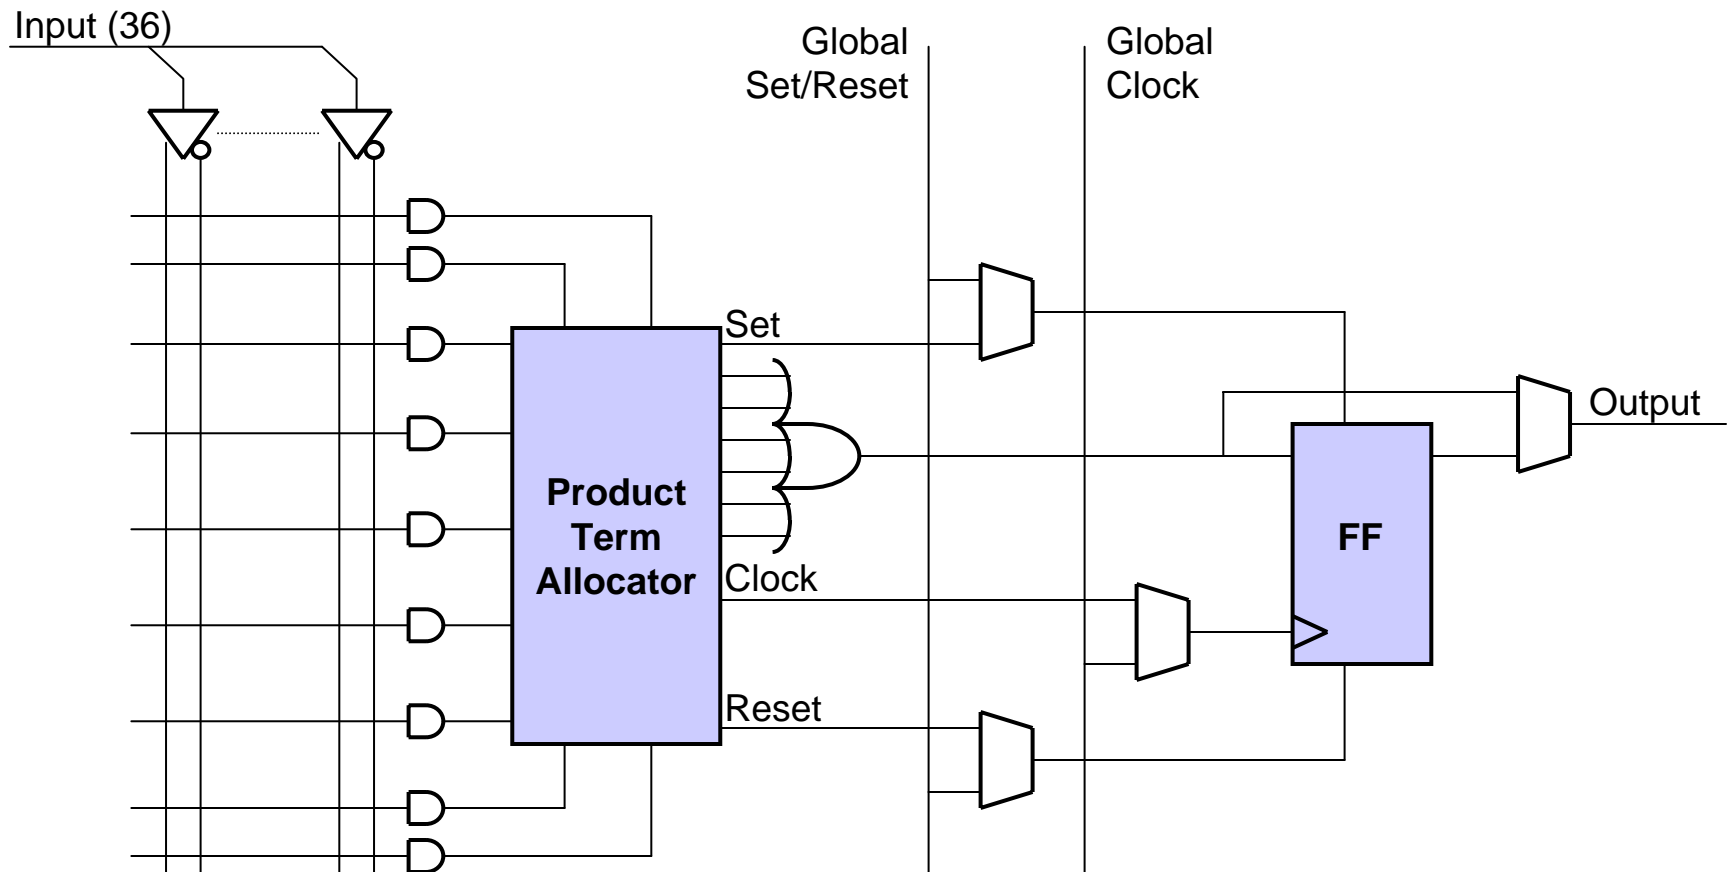 Input (36)
Global
Set/Reset
Global
Clock
Set
Product
Term
Allocator
Clock
Reset
FF
Output